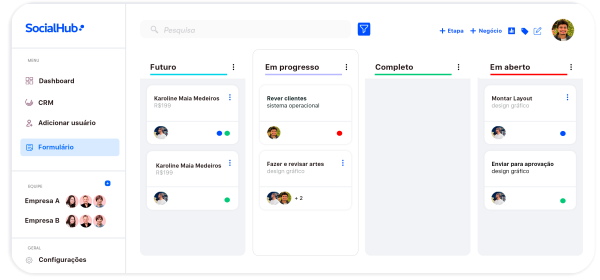 SocialHub
Pesquisa
+ Etapa + Negócio
MENU
Dashboard
CRM
Adicionar usuário
Formulário
EQUIPE
Empresa A
Empresa B
GERAL
Configurações
Futuro
Karoline Maia Medeiros
R$199
Karoline Maia Medeiros
R$199
Em progresso
Rever clientes
sistema operacional
Fazer e revisar artes
design gráfico
+ 2
Completo
Em aberto
Montar Layout
design gráfico
Enviar para aprovação
design gráfico